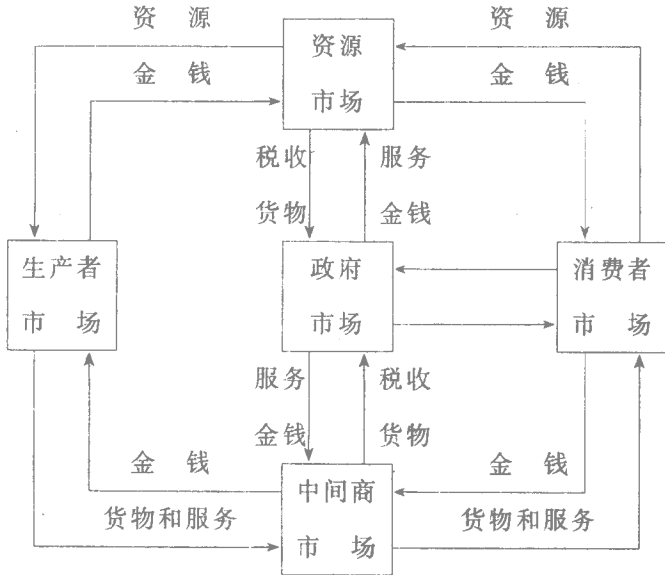 资源
资源
资源
市场
金钱
金钱
税收
服务
货物
金钱
生产者
市场
政府
市场
消费者
市场
服务
税收
金钱
货物
金钱
金钱
中间商
市场
货物和服务
货物和服务